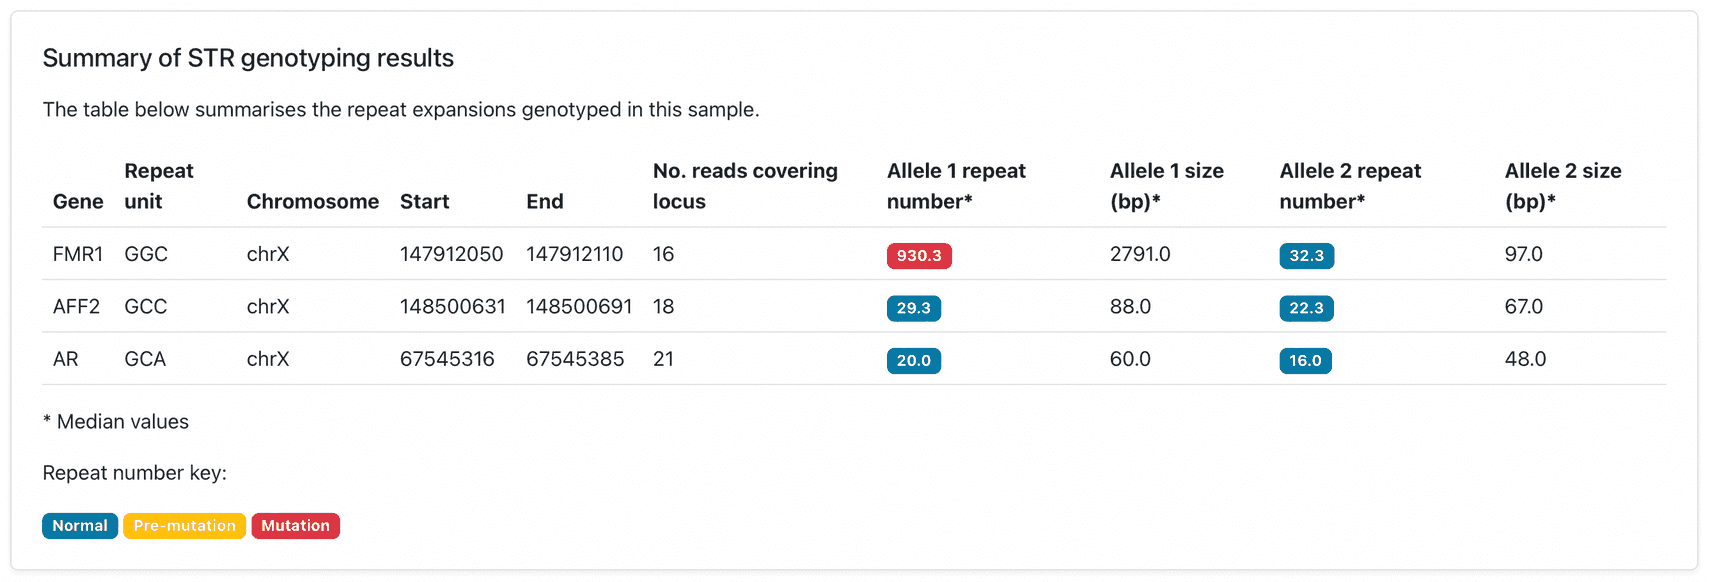 Summary of STR genotyping results
The table below summarises the repeat expansions genotyped in this sample.
Gene Repeat unit Chromosome Start End No. reads covering locus Allele 1 repeat number* Allele 1 size (bp)* Allele 2 repeat number* Allele 2 size (bp)*
FMR1 GGC chrX 147912050 147912110 16 930.3 2791.0 32.3 97.0
AFF2 GCC chrX 148500631 148500691 18 29.3 88.0 22.3 67.0
AR GCA chrX 67545316 67545385 21 20.0 60.0 16.0 48.0
* Median values
Repeat number key:
Normal Pre-mutation Mutation